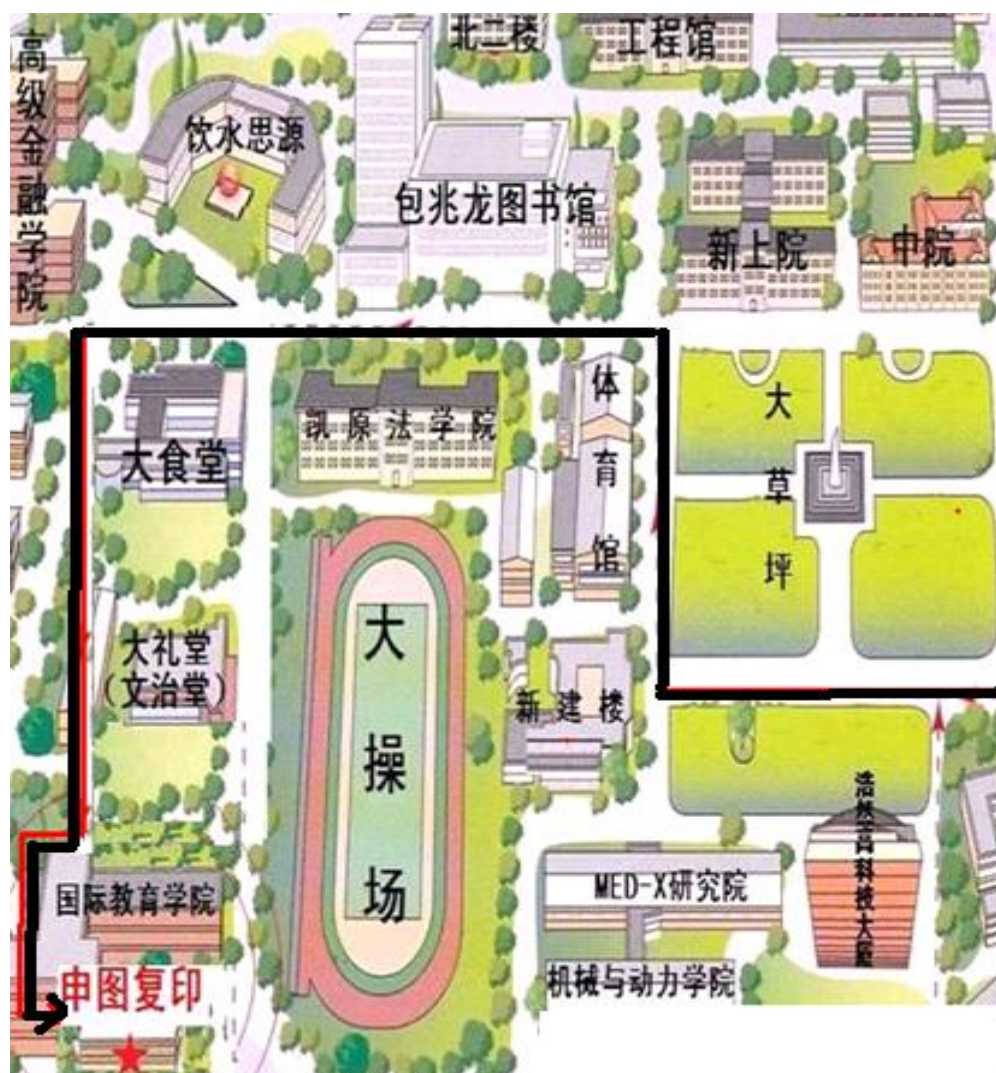 高级金融学院
北二楼
工程馆
饮水思源
包兆龙图书馆
新上院
中院
大食堂
凯原法学院
体育馆
大草坪
大礼堂
（文治堂）
大操场
新建楼
浩然高科技大厦
国际教育学院
MED-X研究院
申图复印
机械与动力学院